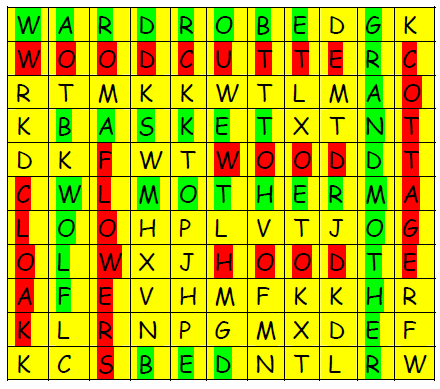 W A R D R O B E D G K
W O O D C U T T E R C
R T M K K W T L M A O
K B A S K E T X T N T
D K F W T W O O D D T
C W L M O T H E R M A
L O O H P L V T J O G
O L W X J H O O D T E
A F E V H M F K K H R
K L R N P G M X D E F
K C S B E D N T L R W